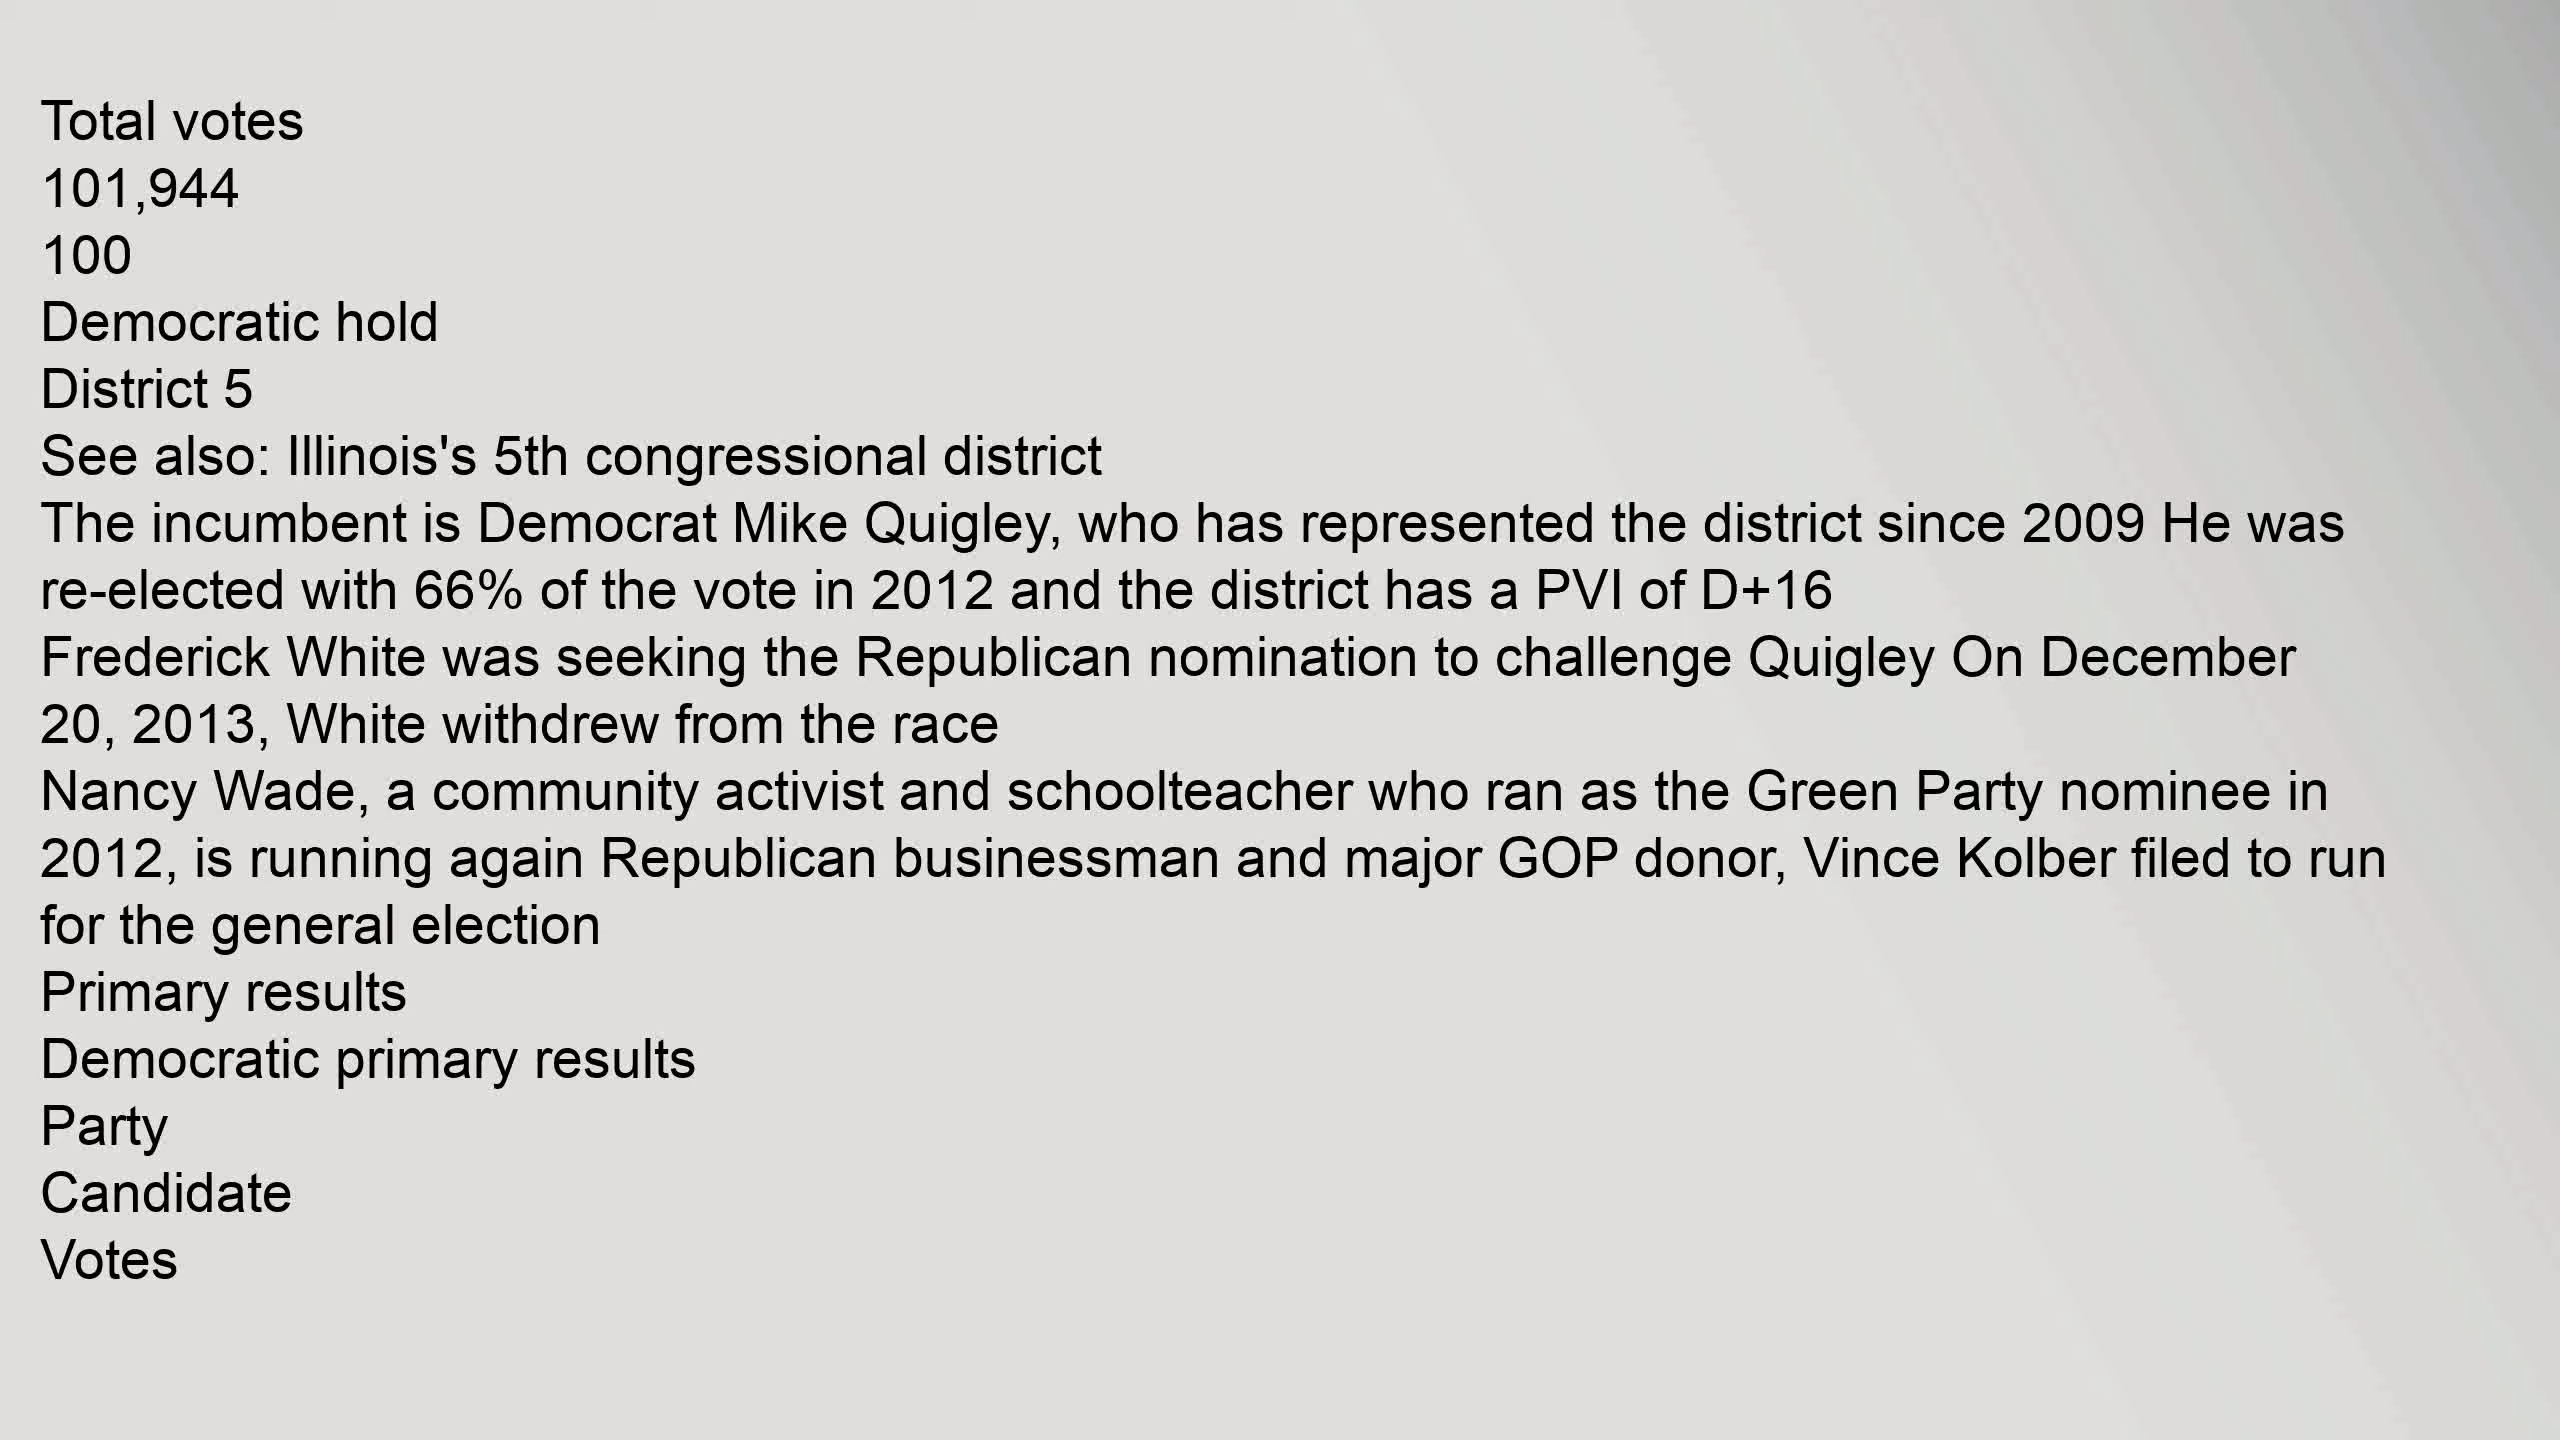 Total votes
101,944
100
Democratic hold
District 5
See also: Illinois's 5th congressional district
The incumbent is Democrat Mike Quigley, who has represented the district since 2009 He was
re-elected with 66% of the vote in 2012 and the district has a PVI of D+16
Frederick White was seeking the Republican nomination to challenge Quigley On December
20, 2013, White withdrew from the race
Nancy Wade, a community activist and schoolteacher who ran as the Green Party nominee in
2012, is running again Republican businessman and major GOP donor, Vince Kolber filed to run
for the general election
Primary results
Democratic primary results
Party
Candidate
Votes